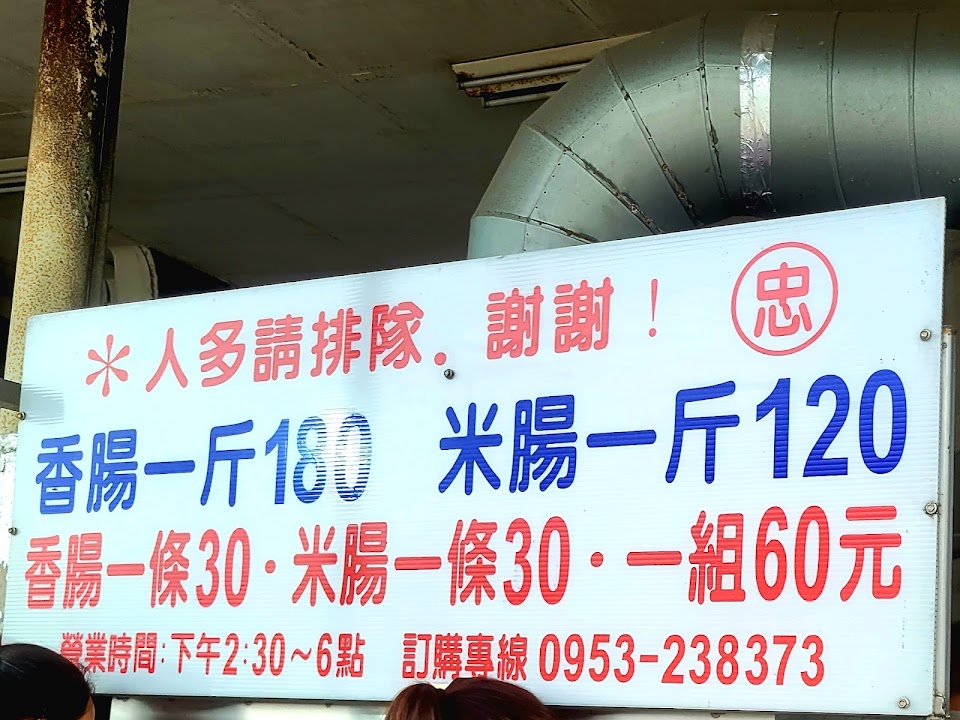 ＊人多請排隊．謝謝！ 忠
香腸一斤180 米腸一斤120
香腸一條30·米腸一條30·一組60元
營業時間:下午2:30～6點 訂購專線 0953-238373